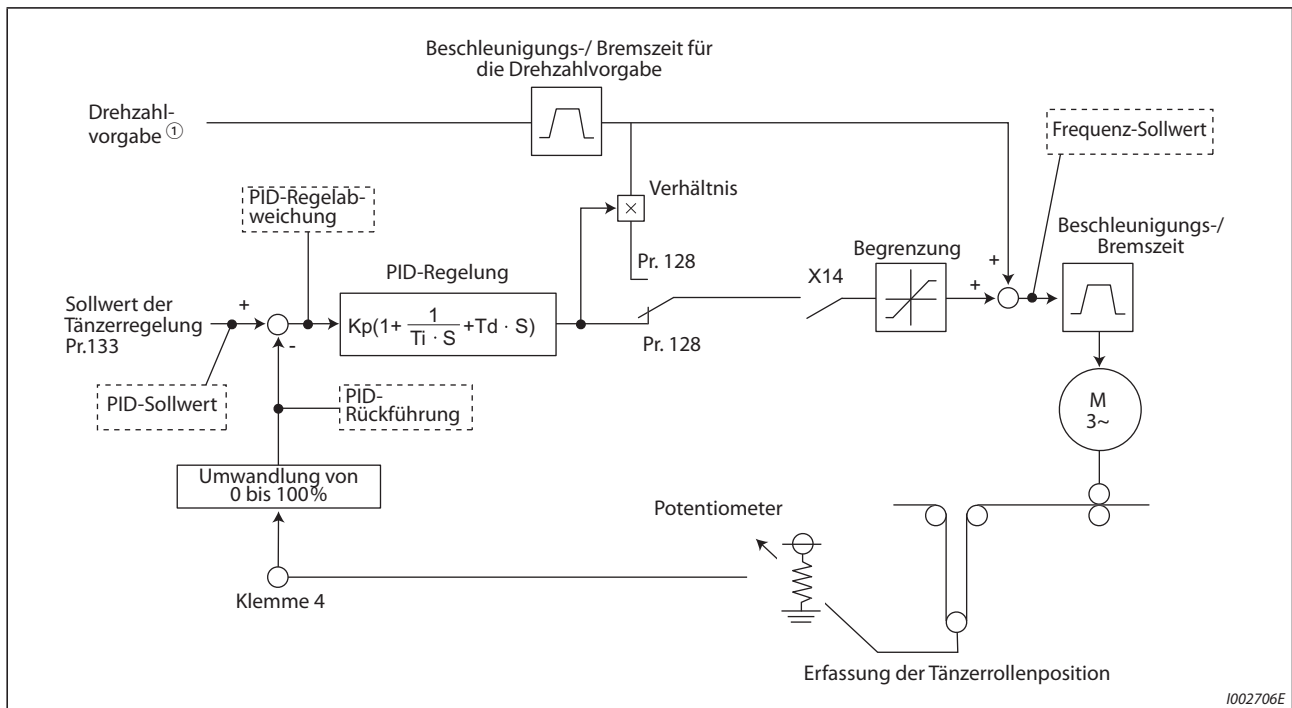 Beschleunigungs-/ Bremszeit für
die Drehzahlvorgabe
Drehzahl-
vorgabe ①
Frequenz-Sollwert
PID-Regelab-
weichung
Verhältnis
×
Beschleunigungs-/
Bremszeit
Begrenzung
Pr. 128
PID-Regelung
X14
+
+
Sollwert der
Tänzerregelung
Pr.133
+
-
Kp(1+ 1/Ti · S +Td · S)
Pr. 128
PID-Sollwert
PID-
Rückführung
M
3~
Umwandlung von
0 bis 100%
Potentiometer
Klemme 4
Erfassung der Tänzerrollenposition
I002706E